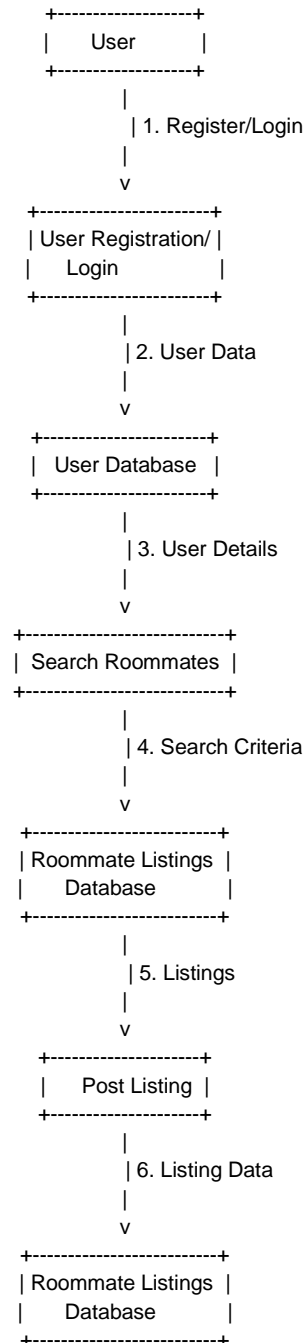 User
1. Register/Login
User Registration/
Login
2. User Data
User Database
3. User Details
Search Roommates
4. Search Criteria
Roommate Listings
Database
5. Listings
Post Listing
6. Listing Data
Roommate Listings
Database